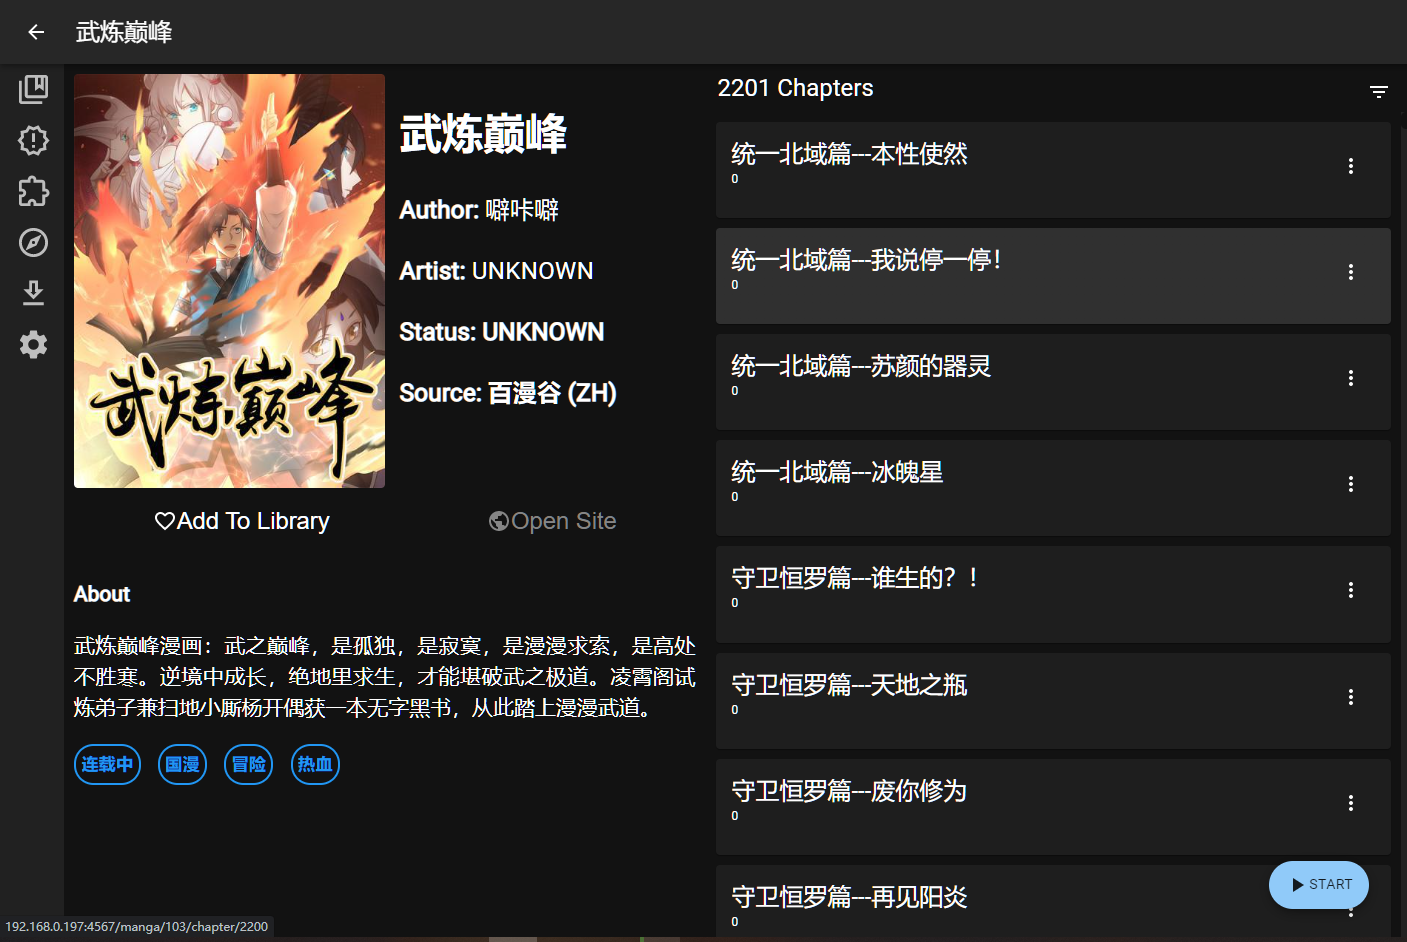 武炼巅峰
武炼巅峰
武炼巅峰
Author: 噼咔噼
Artist: UNKNOWN
Status: UNKNOWN
Source: 百漫谷 (ZH)
Add To Library
Open Site
About
武炼巅峰漫画：武之巅峰，是孤独，是寂寞，是漫漫求索，是高处
不胜寒。逆境中成长，绝地里求生，才能堪破武之极道。凌霄阁试
炼弟子兼扫地小厮杨开偶获一本无字黑书，从此踏上漫漫武道。
连载中 国漫 冒险 热血
2201 Chapters
统一北域篇---本性使然
0
统一北域篇---我说停一停！
0
统一北域篇---苏颜的器灵
0
统一北域篇---冰魄星
0
守卫恒罗篇---谁生的？！
0
守卫恒罗篇---天地之瓶
0
守卫恒罗篇---废你修为
0
守卫恒罗篇---再见阳炎
0
START
192.168.0.197:4567/manga/103/chapter/2200